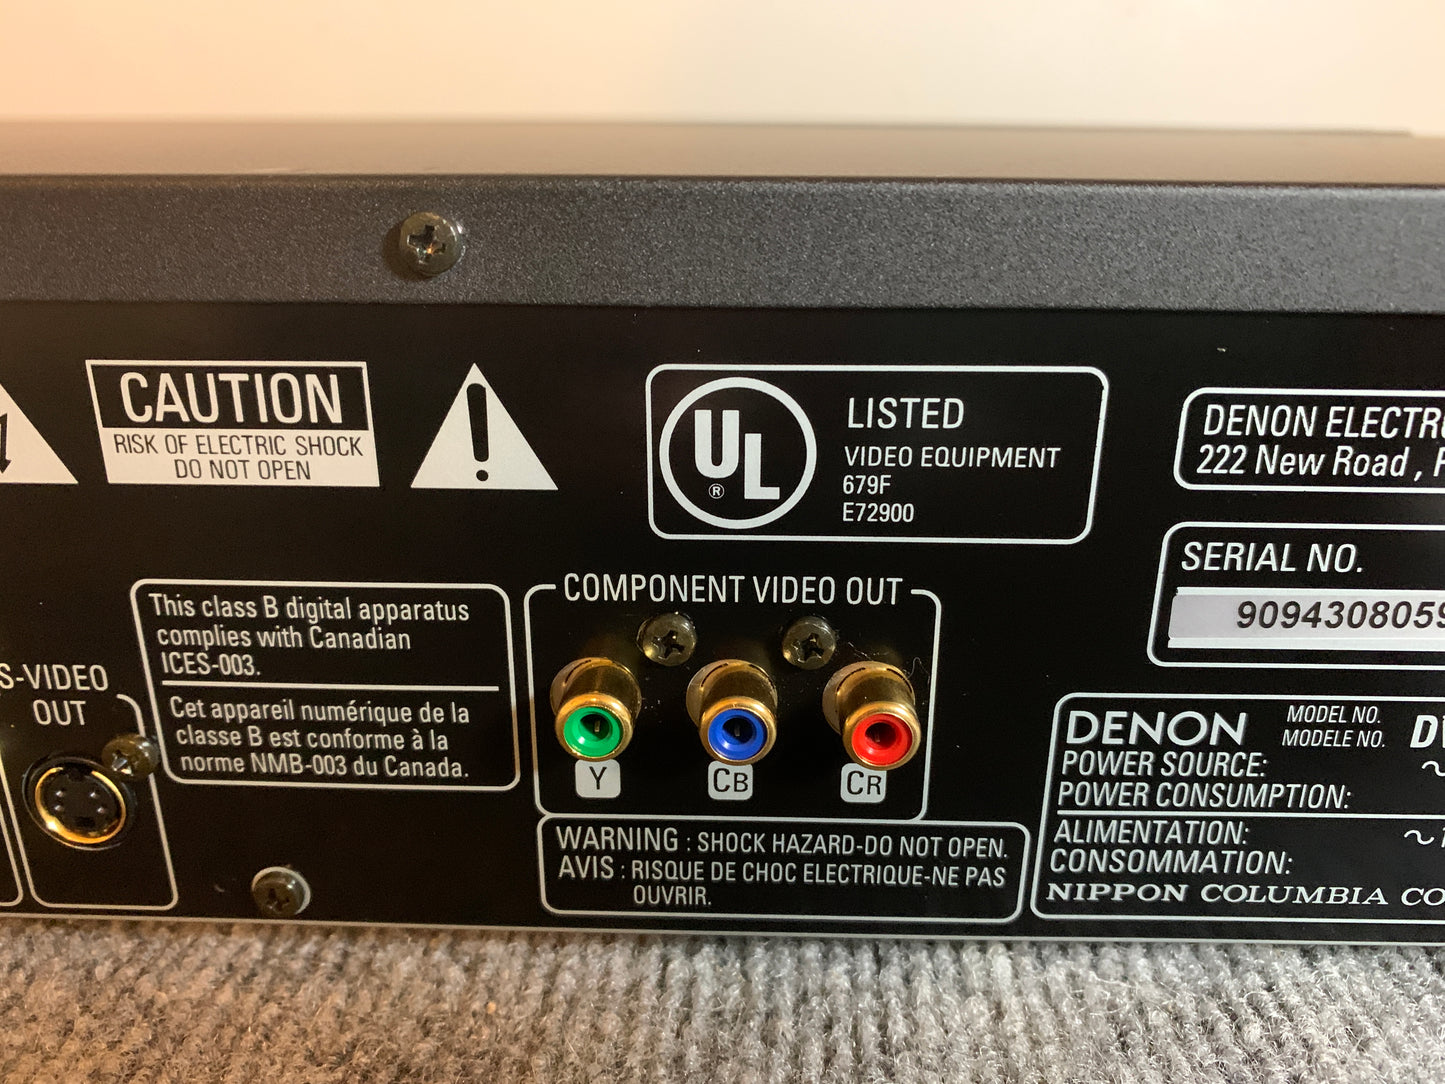 CAUTION
RISK OF ELECTRIC SHOCK
DO NOT OPEN
UL
®
LISTED
VIDEO EQUIPMENT
679F
E72900
DENON ELECTR
222 New Road ,
SERIAL NO.
9094308059
This class B digital apparatus
complies with Canadian
ICES-003.
Cet appareil numérique de la
classe B est conforme à la
norme NMB-003 du Canada.
S-VIDEO
OUT
COMPONENT VIDEO OUT
Y
CB
CR
WARNING : SHOCK HAZARD-DO NOT OPEN.
AVIS : RISQUE DE CHOC ELECTRIQUE-NE PAS
OUVRIR.
DENON
MODEL NO.
MODELE NO.
POWER SOURCE: ~
POWER CONSUMPTION:
ALIMENTATION: ~
CONSOMMATION:
NIPPON COLUMBIA CO